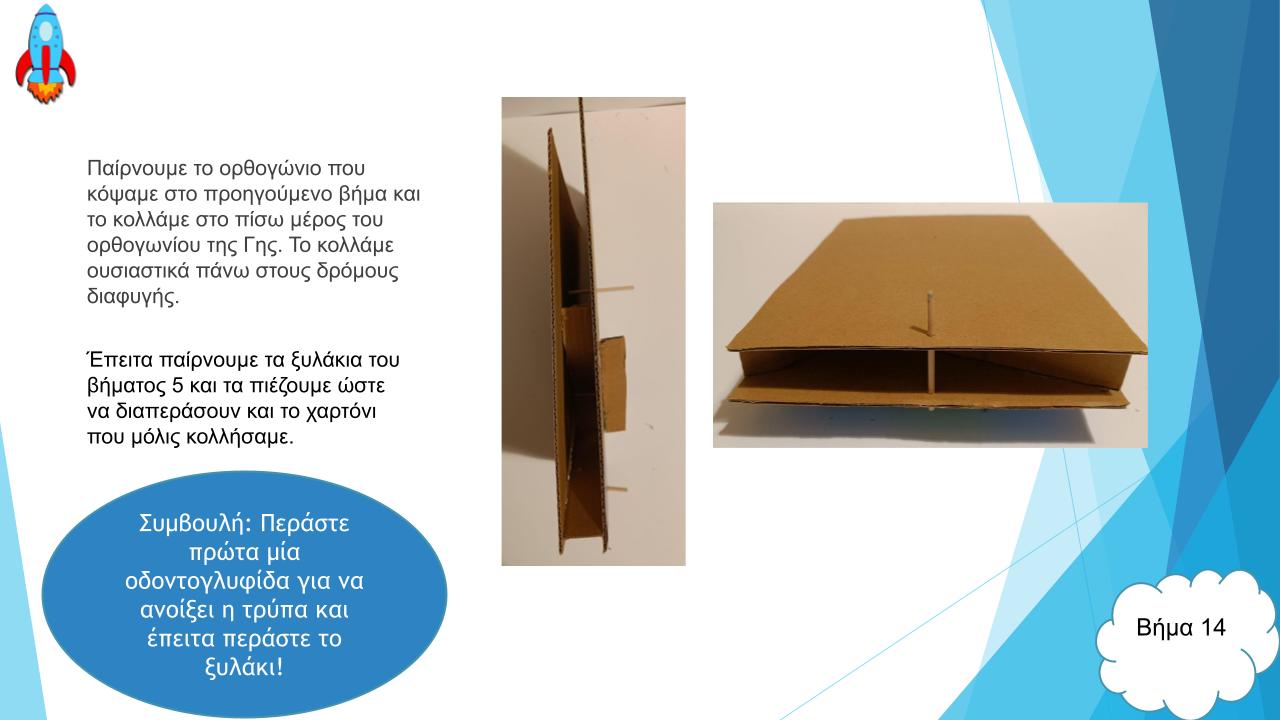 Παίρνουμε το ορθογώνιο που
κόψαμε στο προηγούμενο βήμα και
το κολλάμε στο πίσω μέρος του
ορθογωνίου της Γης. Το κολλάμε
ουσιαστικά πάνω στους δρόμους
διαφυγής.
Έπειτα παίρνουμε τα ξυλάκια του
βήματος 5 και τα πιέζουμε ώστε
να διαπεράσουν και το χαρτόνι
που μόλις κολλήσαμε.
Συμβουλή: Περάστε
πρώτα μία
οδοντογλυφίδα για να
ανοίξει η τρύπα και
έπειτα περάστε το
ξυλάκι!
Βήμα 14